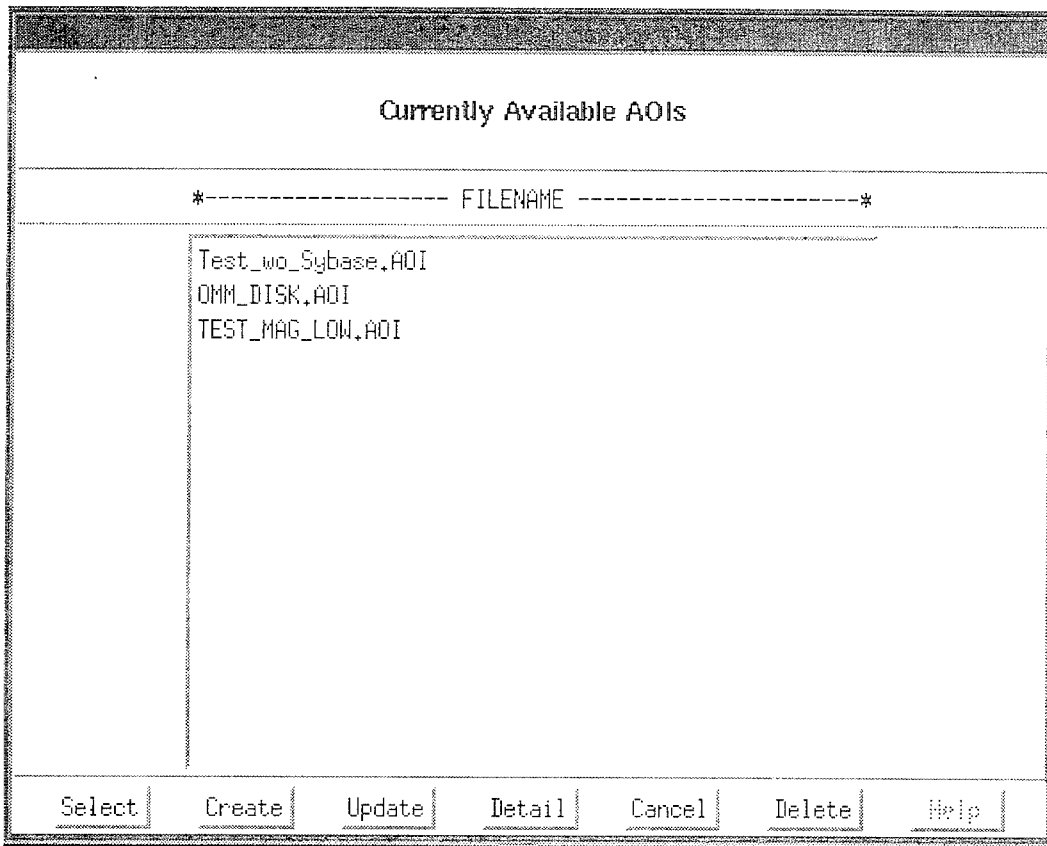 Currently Available AOIs
*------------------- FILENAME ----------------------*
Test_wo_Sybase.AOI
OMM_DISK.AOI
TEST_MAG_LOW.AOI
Select Create Update Detail Cancel Delete Help